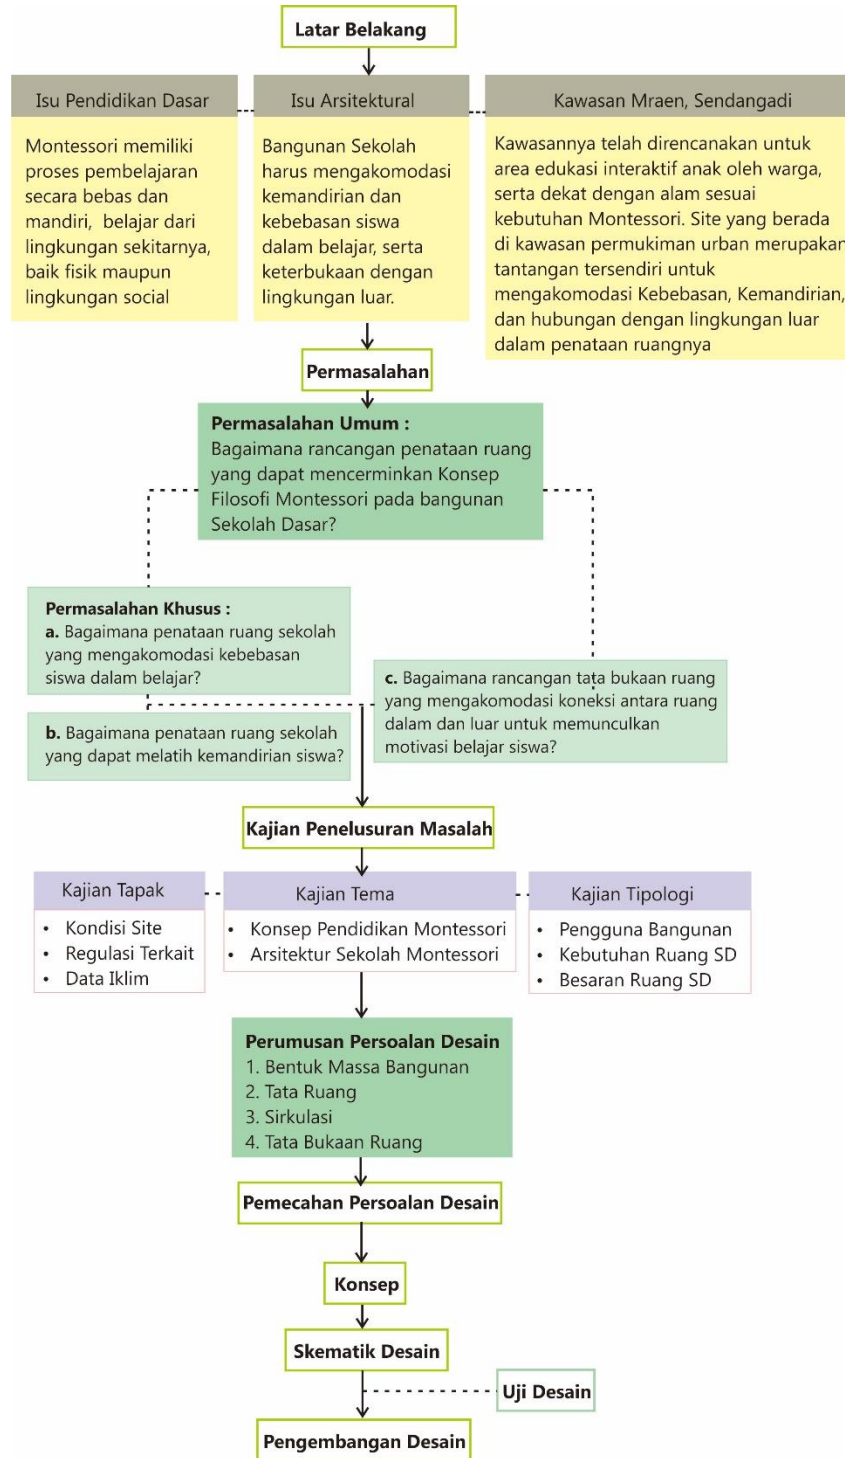 Latar Belakang
Isu Pendidikan Dasar
Montessori memiliki
proses pembelajaran
secara bebas dan
mandiri, belajar dari
lingkungan sekitarnya,
baik fisik maupun
lingkungan social
Isu Arsitektural
Bangunan Sekolah
harus mengakomodasi
kemandirian dan
kebebasan siswa
dalam belajar, serta
keterbukaan dengan
lingkungan luar.
Kawasan Mraen, Sendangadi
Kawasannya telah direncanakan untuk
area edukasi interaktif anak oleh warga,
serta dekat dengan alam sesuai
kebutuhan Montessori. Site yang berada
di kawasan permukiman urban merupakan
tantangan tersendiri untuk
mengakomodasi Kebebasan, Kemandirian,
dan hubungan dengan lingkungan luar
dalam penataan ruangnya
Permasalahan
Permasalahan Umum :
Bagaimana rancangan penataan ruang
yang dapat mencerminkan Konsep
Filosofi Montessori pada bangunan
Sekolah Dasar?
Permasalahan Khusus :
a. Bagaimana penataan ruang sekolah
yang mengakomodasi kebebasan
siswa dalam belajar?
b. Bagaimana penataan ruang sekolah
yang dapat melatih kemandirian siswa?
c. Bagaimana rancangan tata bukaan ruang
yang mengakomodasi koneksi antara ruang
dalam dan luar untuk memunculkan
motivasi belajar siswa?
Kajian Penelusuran Masalah
Kajian Tapak
• Kondisi Site
• Regulasi Terkait
• Data Iklim
Kajian Tema
• Konsep Pendidikan Montessori
• Arsitektur Sekolah Montessori
Kajian Tipologi
• Pengguna Bangunan
• Kebutuhan Ruang SD
• Besaran Ruang SD
Perumusan Persoalan Desain
1. Bentuk Massa Bangunan
2. Tata Ruang
3. Sirkulasi
4. Tata Bukaan Ruang
Pemecahan Persoalan Desain
Konsep
Skematik Desain
Uji Desain
Pengembangan Desain